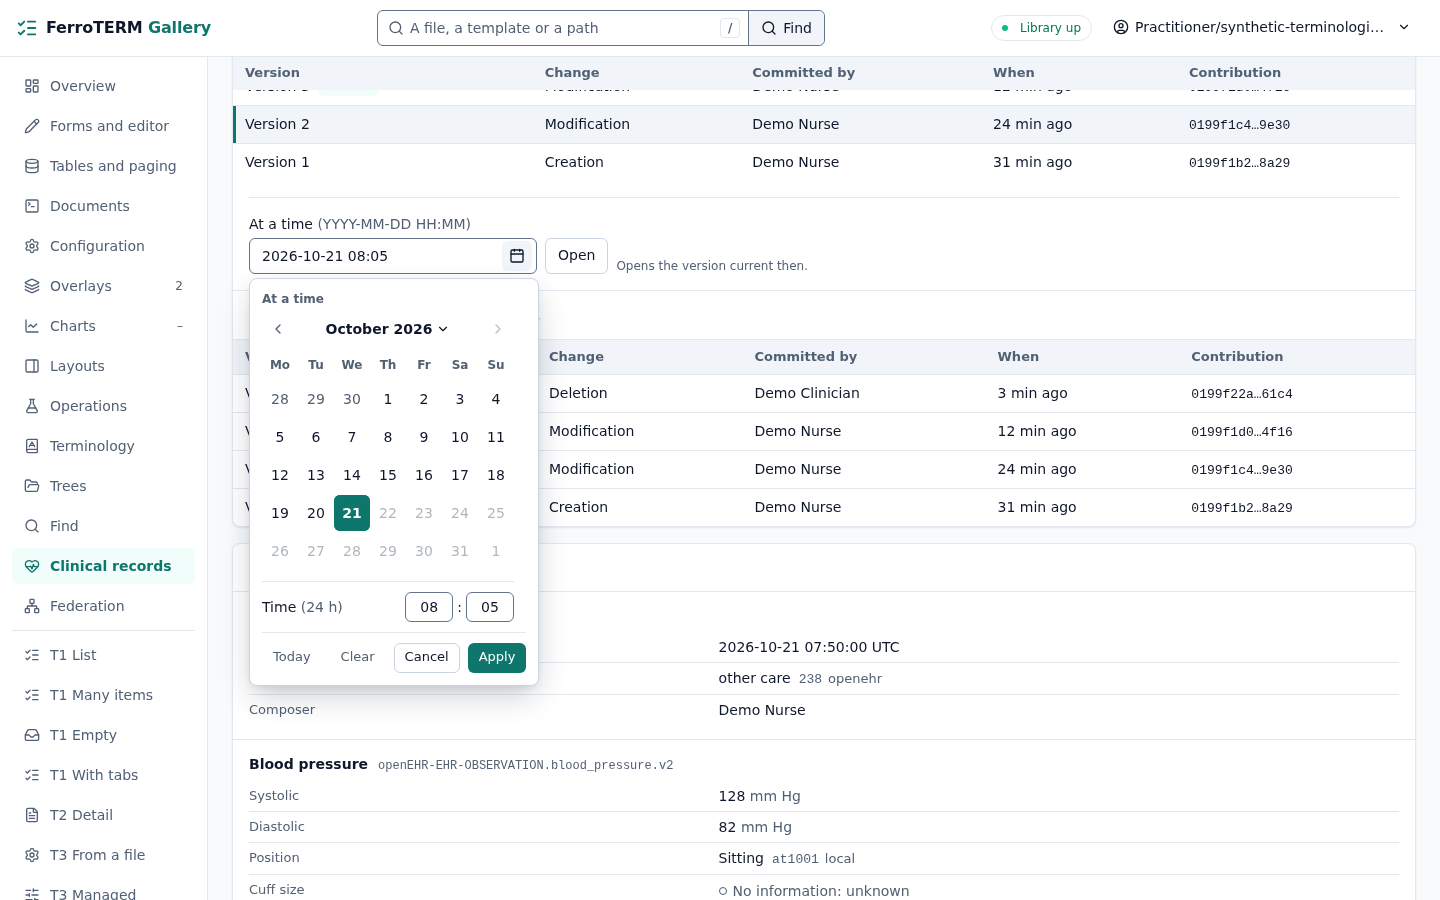 FerroTERM Gallery
A file, a template or a path
/
Find
Library up
Practitioner/synthetic-terminologi…
Overview
Forms and editor
Tables and paging
Documents
Configuration
Overlays 2
Charts –
Layouts
Operations
Terminology
Trees
Find
Clinical records
Federation
T1 List
T1 Many items
T1 Empty
T1 With tabs
T2 Detail
T3 From a file
T3 Managed
Version Change Committed by When Contribution
Version 2 Modification Demo Nurse 24 min ago 0199f1c4…9e30
Version 1 Creation Demo Nurse 31 min ago 0199f1b2…8a29
At a time (YYYY-MM-DD HH:MM)
2026-10-21 08:05
Open
Opens the version current then.
At a time
October 2026
Mo Tu We Th Fr Sa Su
28 29 30 1 2 3 4
5 6 7 8 9 10 11
12 13 14 15 16 17 18
19 20 21 22 23 24 25
26 27 28 29 30 31 1
Time (24 h) 08 : 05
Today Clear Cancel Apply
Change Committed by When Contribution
Deletion Demo Clinician 3 min ago 0199f22a…61c4
Modification Demo Nurse 12 min ago 0199f1d0…4f16
Modification Demo Nurse 24 min ago 0199f1c4…9e30
Creation Demo Nurse 31 min ago 0199f1b2…8a29
2026-10-21 07:50:00 UTC
other care 238 openehr
Composer Demo Nurse
Blood pressure openEHR-EHR-OBSERVATION.blood_pressure.v2
Systolic 128 mm Hg
Diastolic 82 mm Hg
Position Sitting at1001 local
Cuff size No information: unknown